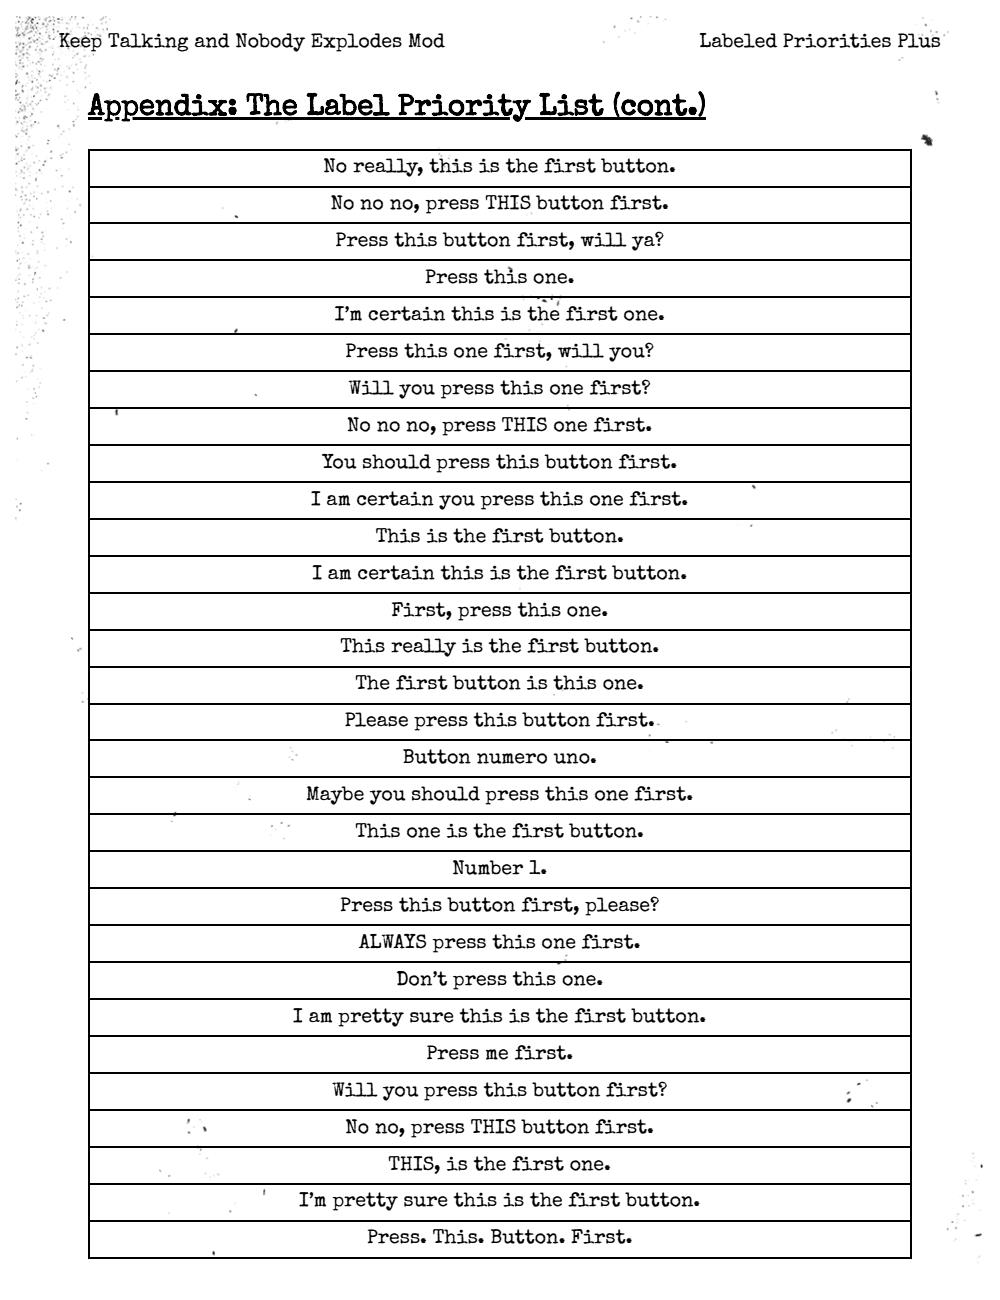 Keep Talking and Nobody Explodes Mod
Labeled Priorities Plus
Appendix: The Label Priority List (cont.)
No really, this is the first button.
No no no, press THIS button first.
Press this button first, will ya?
Press this one.
I'm certain this is the first one.
Press this one first, will you?
Will you press this one first?
No no no, press THIS one first.
You should press this button first.
I am certain you press this one first.
This is the first button.
I am certain this is the first button.
First, press this one.
This really is the first button.
The first button is this one.
Please press this button first.
Button numero uno.
Maybe you should press this one first.
This one is the first button.
Number 1.
Press this button first, please?
ALWAYS press this one first.
Don't press this one.
I am pretty sure this is the first button.
Press me first.
Will you press this button first?
No no, press THIS button first.
THIS, is the first one.
I'm pretty sure this is the first button.
Press. This. Button. First.